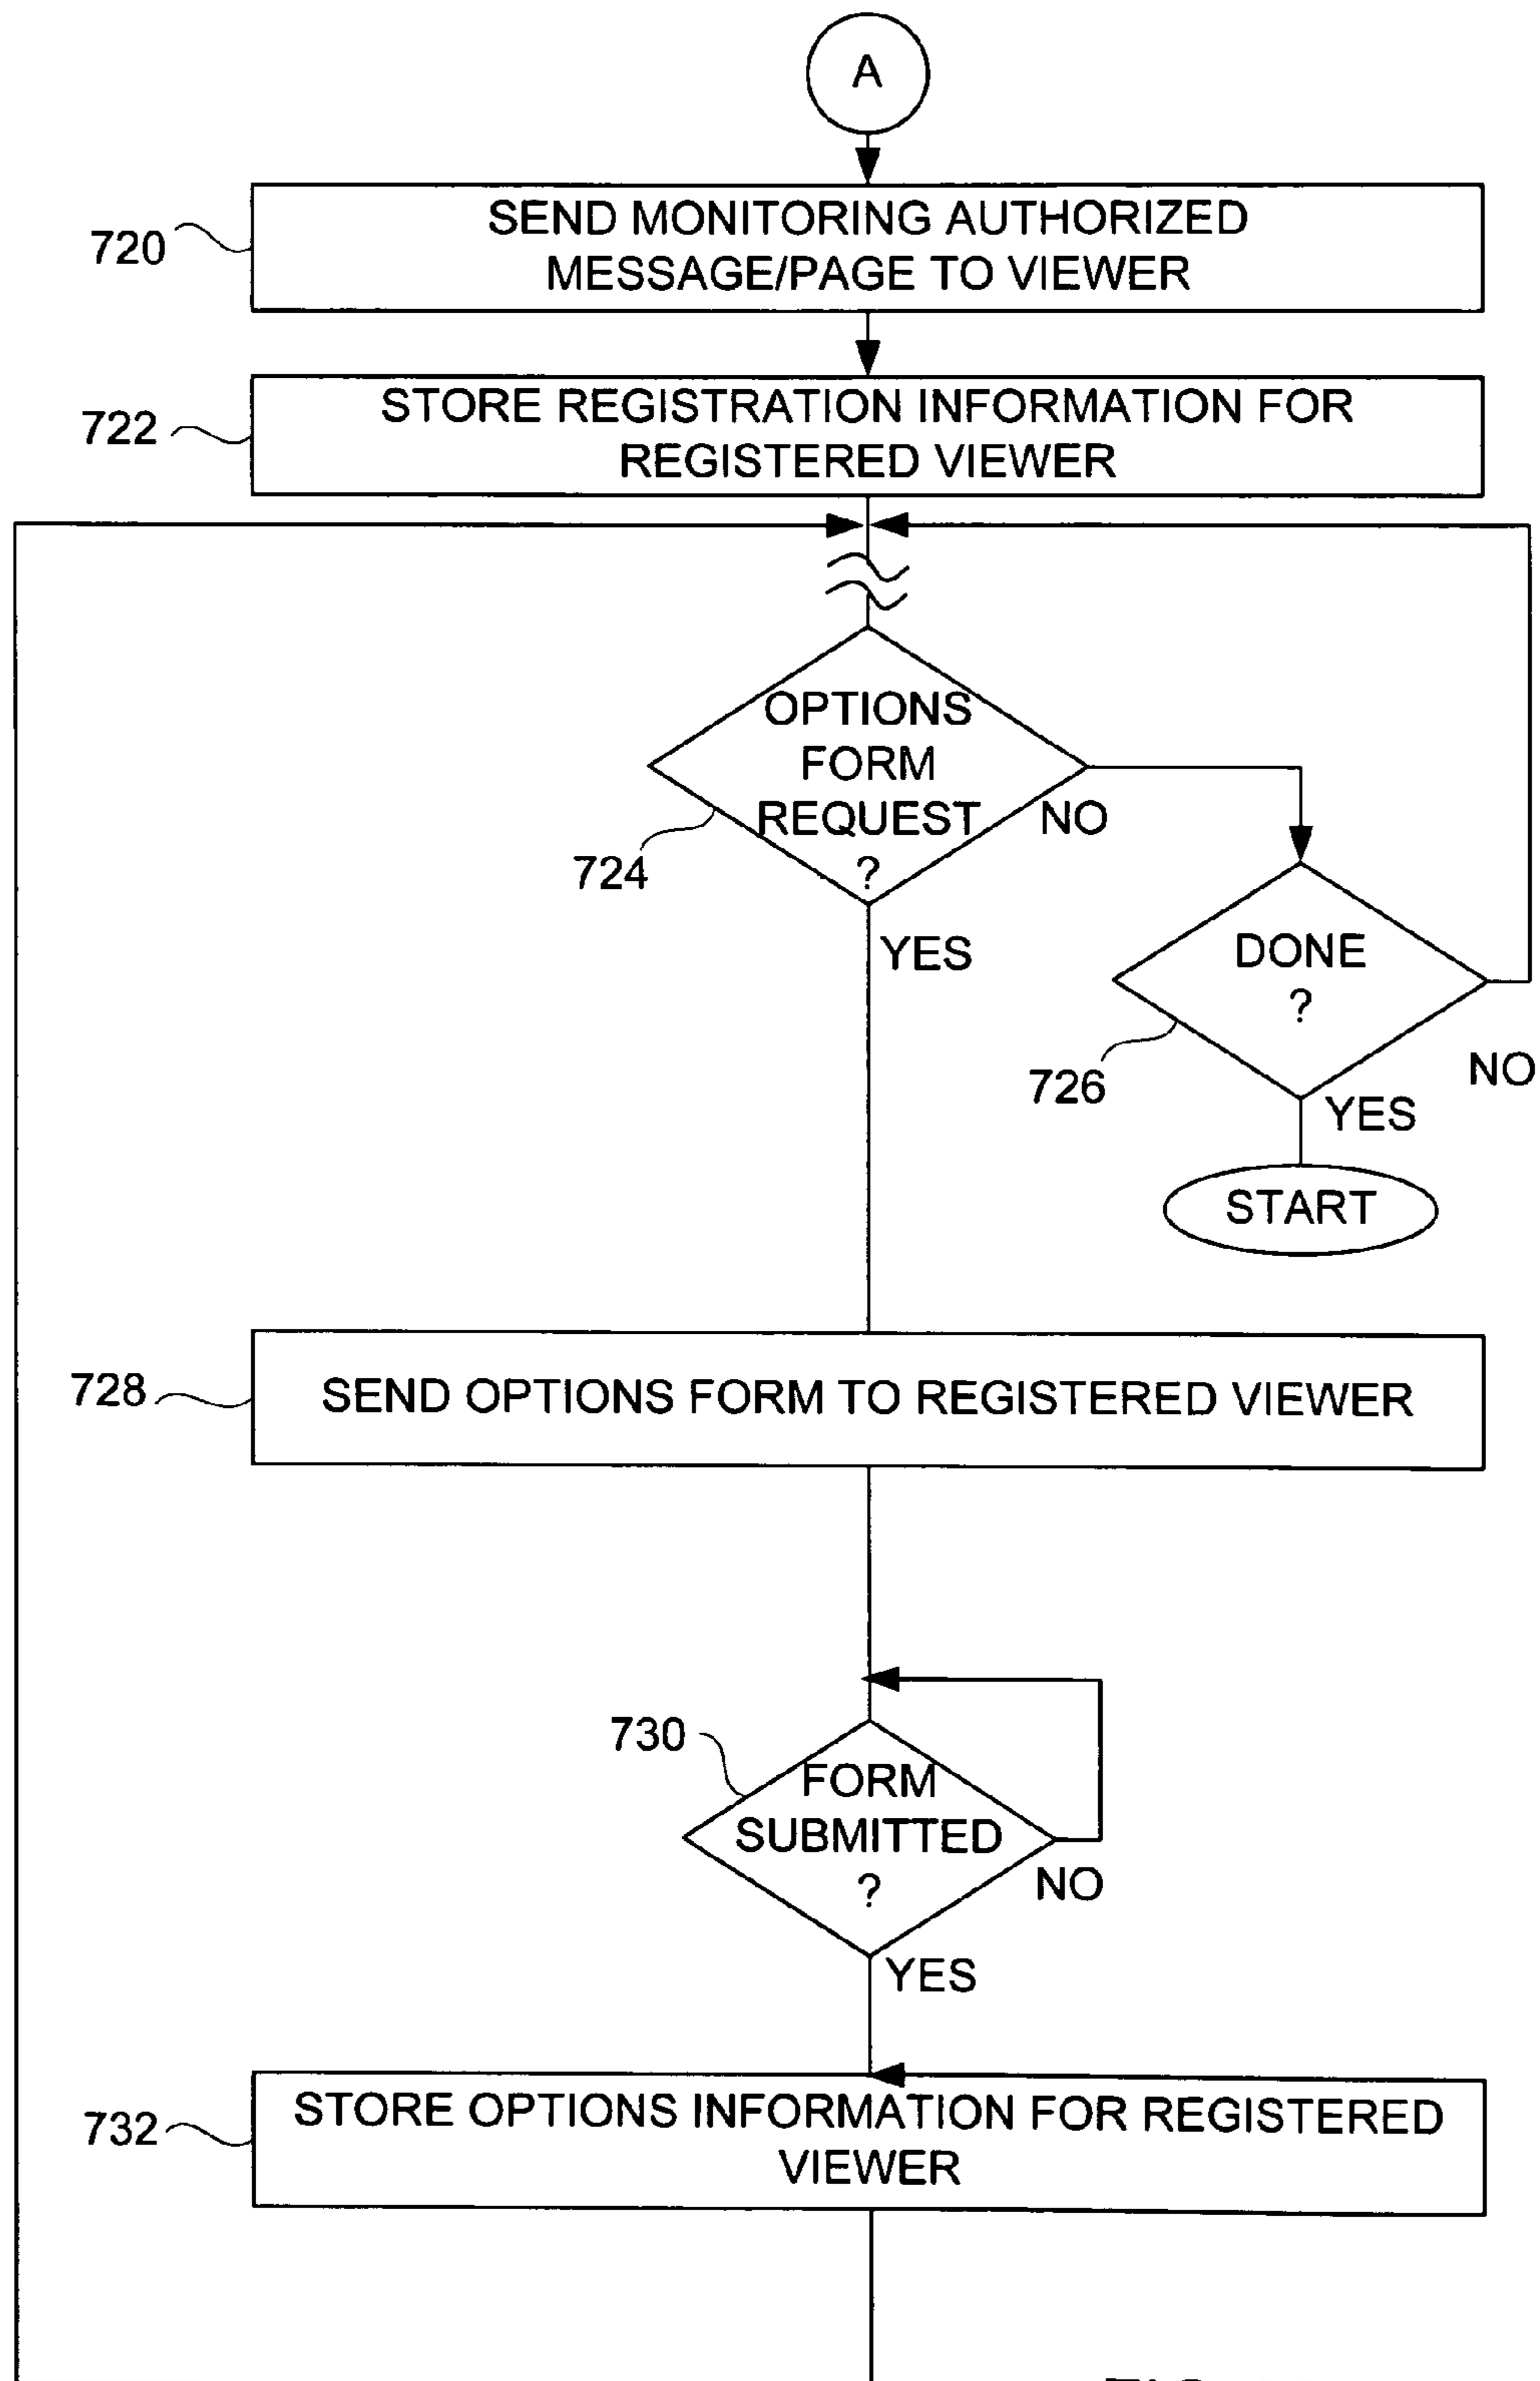 A
720
SEND MONITORING AUTHORIZED
MESSAGE/PAGE TO VIEWER
722
STORE REGISTRATION INFORMATION FOR
REGISTERED VIEWER
OPTIONS
FORM
REQUEST
?
NO
724
YES
DONE
?
726
NO
YES
START
728
SEND OPTIONS FORM TO REGISTERED VIEWER
730
FORM
SUBMITTED
?
NO
YES
732
STORE OPTIONS INFORMATION FOR REGISTERED
VIEWER